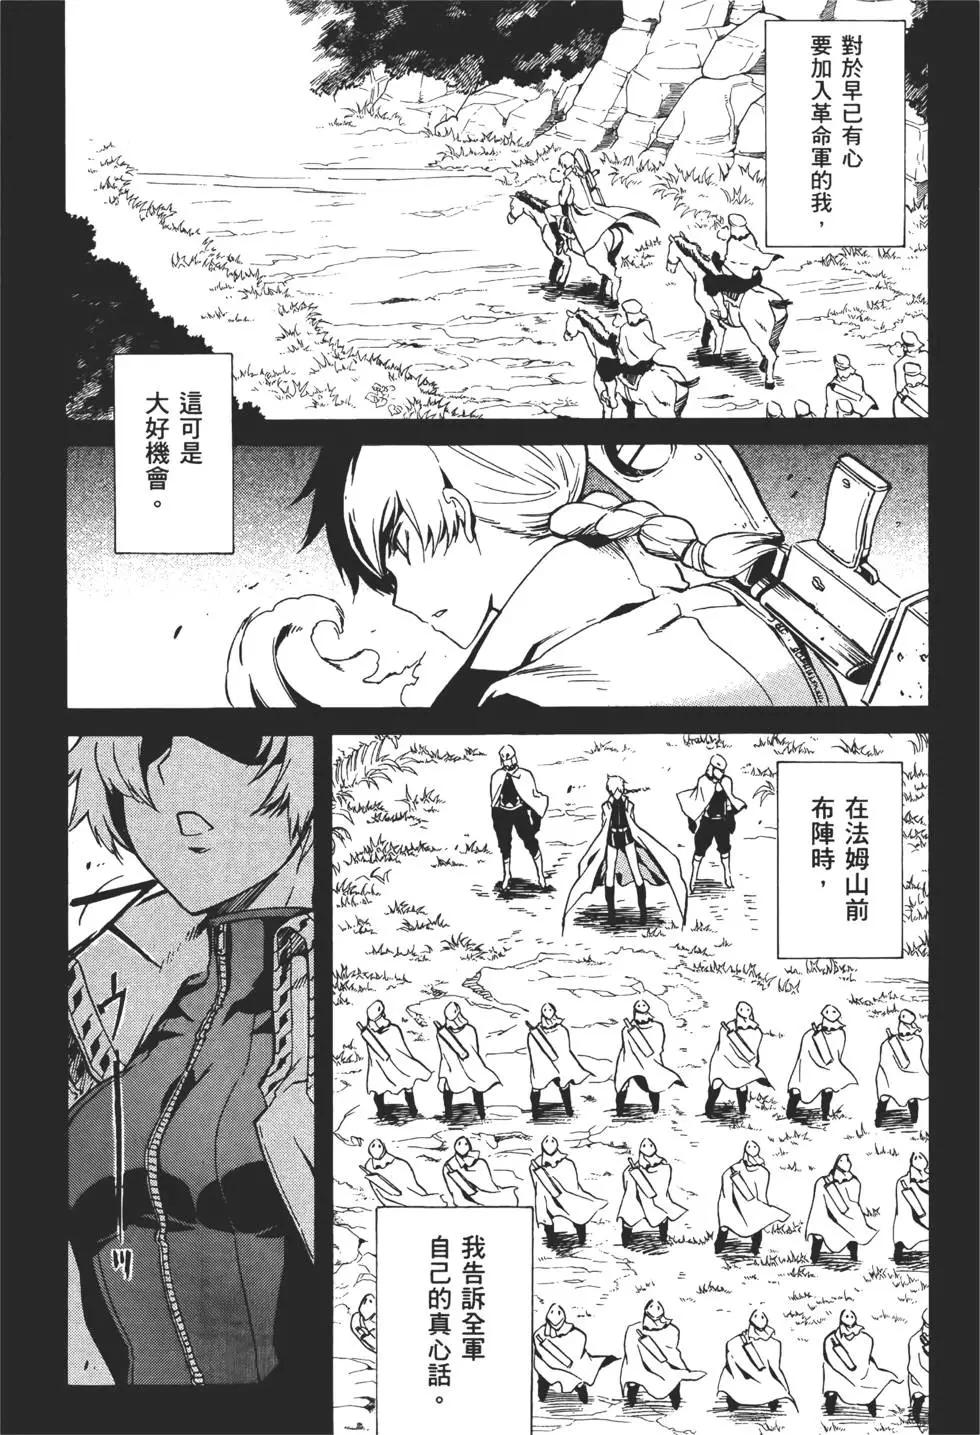 對於早已有心
要加入革命軍的我，
這可是
大好機會。
在法姆山前
布陣時，
我告訴全軍
自己的真心話。